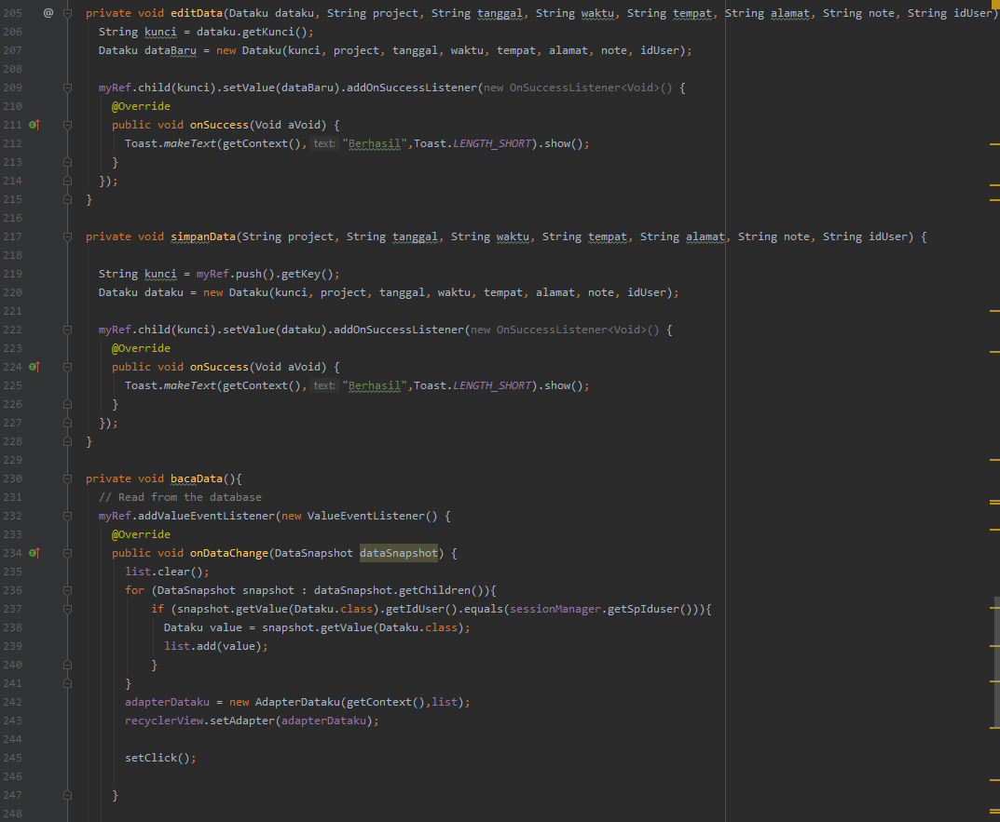 205 @ private void editData(Dataku dataku, String project, String tanggal, String waktu, String tempat, String alamat, String note, String idUser)
206 String kunci = dataku.getKunci();
207 Dataku dataBaru = new Dataku(kunci, project, tanggal, waktu, tempat, alamat, note, idUser);
208
209 myRef.child(kunci).setValue(dataBaru).addOnSuccessListener(new OnSuccessListener<Void>() {
210 @Override
211 public void onSuccess(Void aVoid) {
212 Toast.makeText(getContext(), text: "Berhasil",Toast.LENGTH_SHORT).show();
213 }
214 });
215 }
216
217 private void simpanData(String project, String tanggal, String waktu, String tempat, String alamat, String note, String idUser) {
218
219 String kunci = myRef.push().getKey();
220 Dataku dataku = new Dataku(kunci, project, tanggal, waktu, tempat, alamat, note, idUser);
221
222 myRef.child(kunci).setValue(dataku).addOnSuccessListener(new OnSuccessListener<Void>() {
223 @Override
224 public void onSuccess(Void aVoid) {
225 Toast.makeText(getContext(), text: "Berhasil",Toast.LENGTH_SHORT).show();
226 }
227 });
228 }
229
230 private void bacaData(){
231 // Read from the database
232 myRef.addValueEventListener(new ValueEventListener() {
233 @Override
234 public void onDataChange(DataSnapshot dataSnapshot) {
235 list.clear();
236 for (DataSnapshot snapshot : dataSnapshot.getChildren()){
237 if (snapshot.getValue(Dataku.class).getIdUser().equals(sessionManager.getSpIduser())){
238 Dataku value = snapshot.getValue(Dataku.class);
239 list.add(value);
240 }
241 }
242 adapterDataku = new AdapterDataku(getContext(),list);
243 recyclerView.setAdapter(adapterDataku);
244
245 setClick();
246
247 }
248